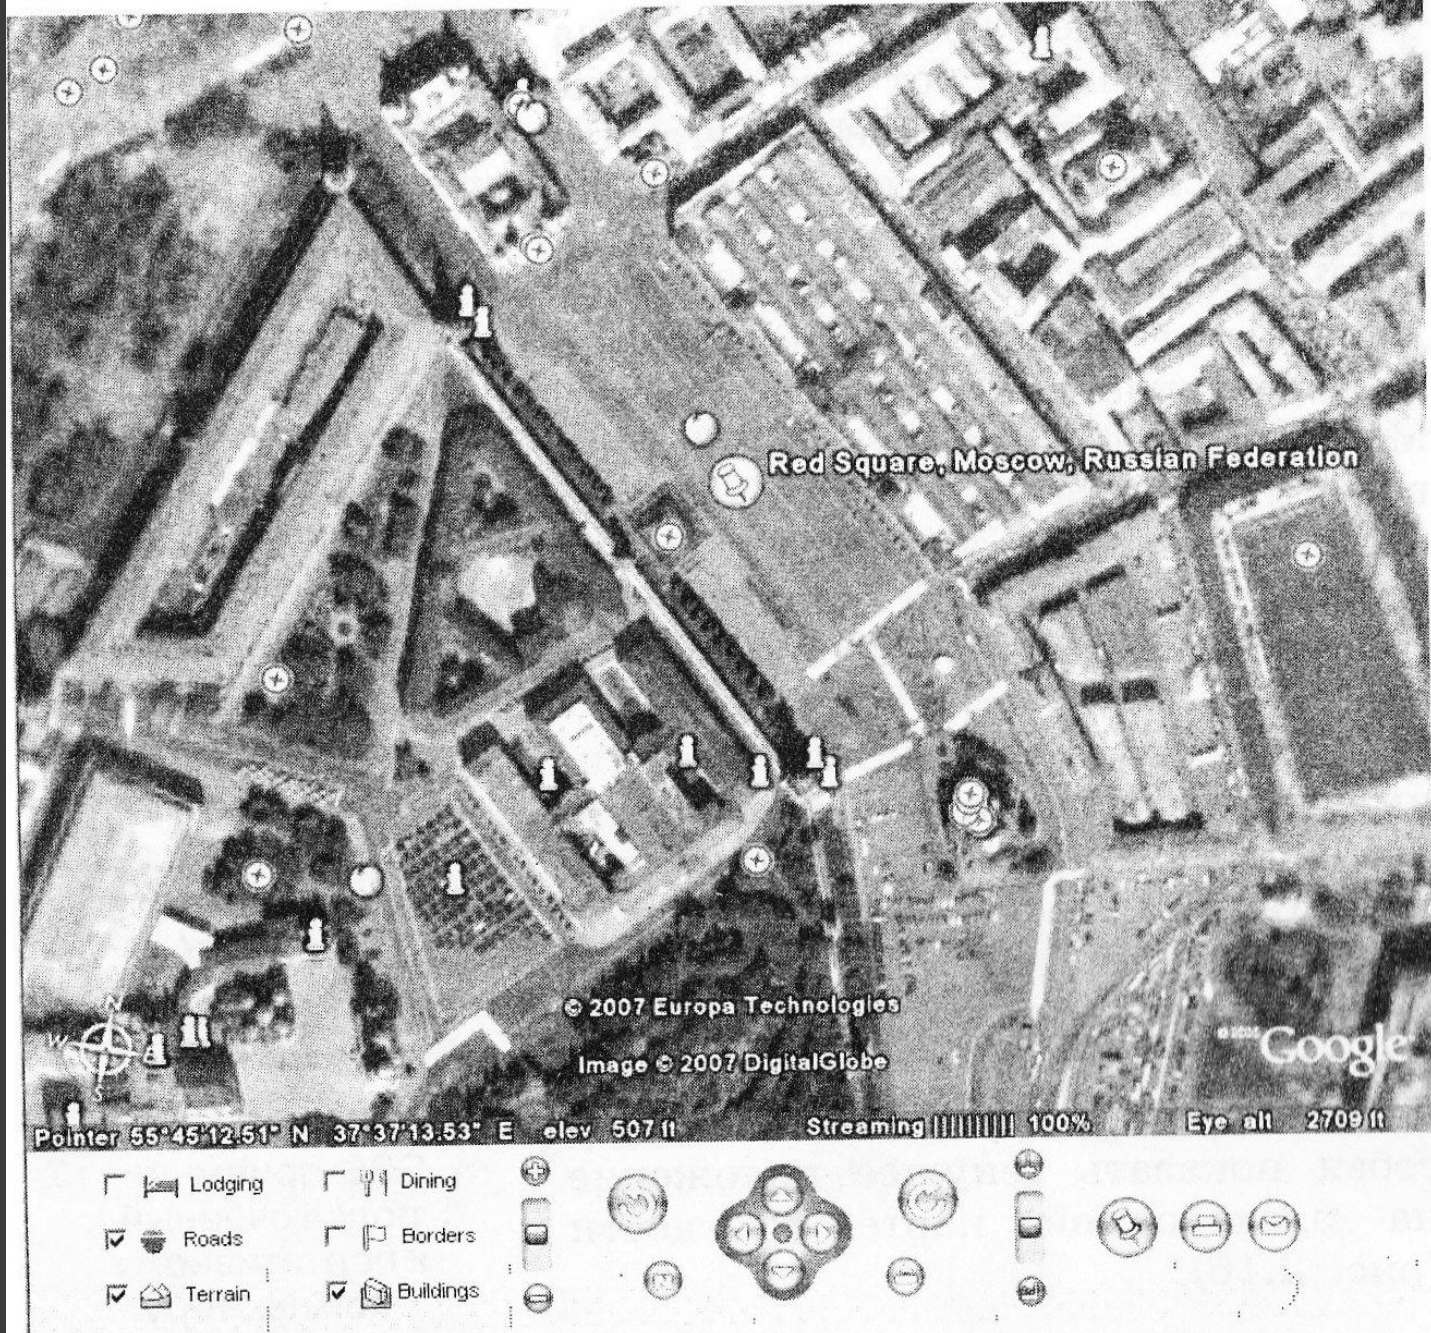 Red Square, Moscow, Russian Federation
© 2007 Europa Technologies
Image © 2007 DigitalGlobe
Google
N
W
S
Pointer 55°45'12.51" N 37°37'13.53" E elev 507 ft Streaming |||||||||| 100% Eye alt 2709 ft
Lodging Dining
Roads Borders
Terrain Buildings